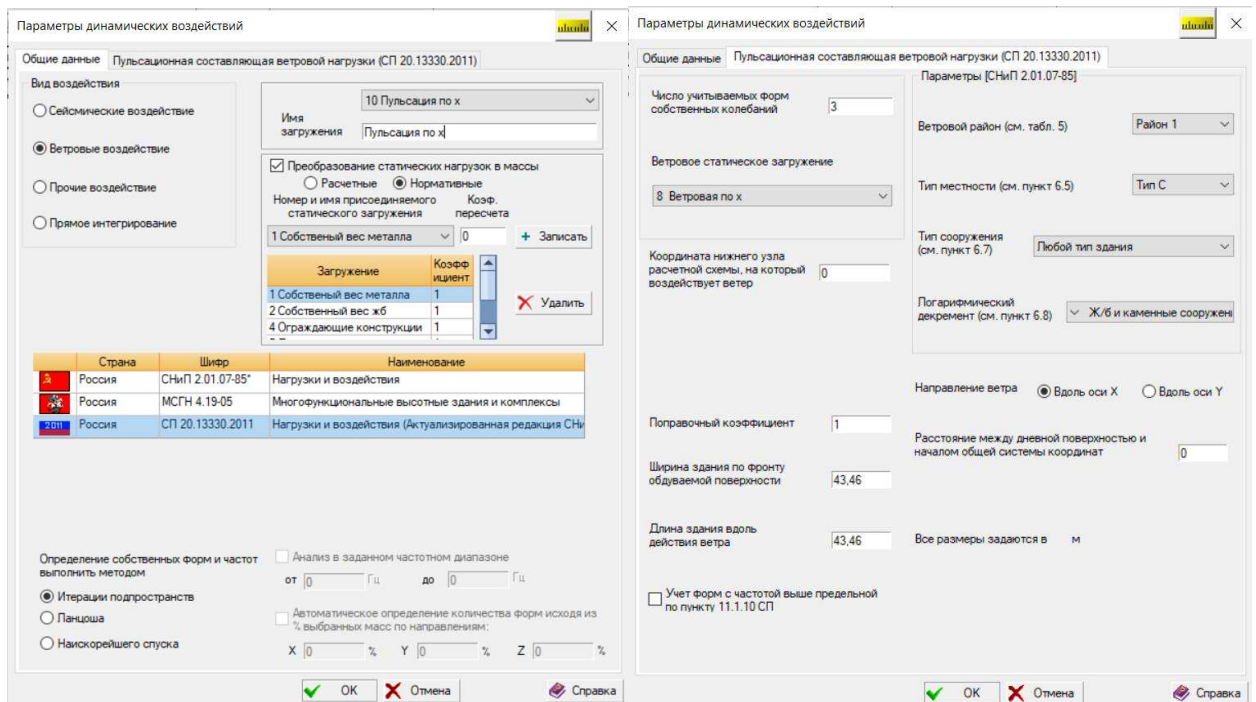 Параметры динамических воздействий
Общие данные
Пульсационная составляющая ветровой нагрузки (СП 20.13330.2011)
Вид воздействия
Сейсмические воздействие
Ветровые воздействие
Прочие воздействие
Прямое интегрирование
10 Пульсация по x
Имя
загружения
Пульсация по x
Преобразование статических нагрузок в массы
Расчетные
Нормативные
Номер и имя присоединяемого
статического загружения
Коэф.
пересчета
1 Собственый вес металла
0
+ Записать
Загружение
Коэфф
ициент
1 Собственый вес металла 1
2 Собственный вес жб 1
4 Ограждающие конструкции 1
Удалить
Страна Шифр Наименование
Россия СНиП 2.01.07-85* Нагрузки и воздействия
Россия МСГН 4.19-05 Многофункциональные высотные здания и комплексы
2011 Россия СП 20.13330.2011 Нагрузки и воздействия (Актуализированная редакция СНи
Определение собственных форм и частот
выполнить методом
Итерации подпространств
Ланцоша
Наискорейшего спуска
Анализ в заданном частотном диапазоне
от 0 Гц до 0 Гц
Автоматическое определение количества форм исходя из
% выбранных масс по направлениям:
X 0 % Y 0 % Z 0 %
OK
Отмена
Справка
Параметры динамических воздействий
Общие данные
Пульсационная составляющая ветровой нагрузки (СП 20.13330.2011)
Число учитываемых форм
собственных колебаний
3
Ветровое статическое загружение
8 Ветровая по x
Координата нижнего узла
расчетной схемы, на который
воздействует ветер
0
Поправочный коэффициент
1
Ширина здания по фронту
обдуваемой поверхности
43,46
Длина здания вдоль
действия ветра
43,46
Учет форм с частотой выше предельной
по пункту 11.1.10 СП
Параметры [СНиП 2.01.07-85]
Ветровой район (см. табл. 5)
Район 1
Тип местности (см. пункт 6.5)
Тип C
Тип сооружения
(см. пункт 6.7)
Любой тип здания
Логарифмический
декремент (см. пункт 6.8)
Ж/б и каменные сооружен
Направление ветра
Вдоль оси X
Вдоль оси Y
Расстояние между дневной поверхностью и
началом общей системы координат
0
Все размеры задаются в м
OK
Отмена
Справка